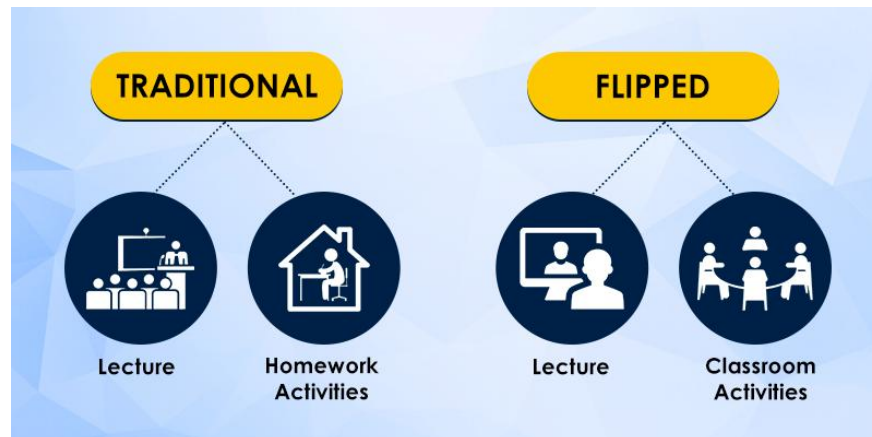 TRADITIONAL
FLIPPED
Lecture
Homework
Activities
Lecture
Classroom
Activities